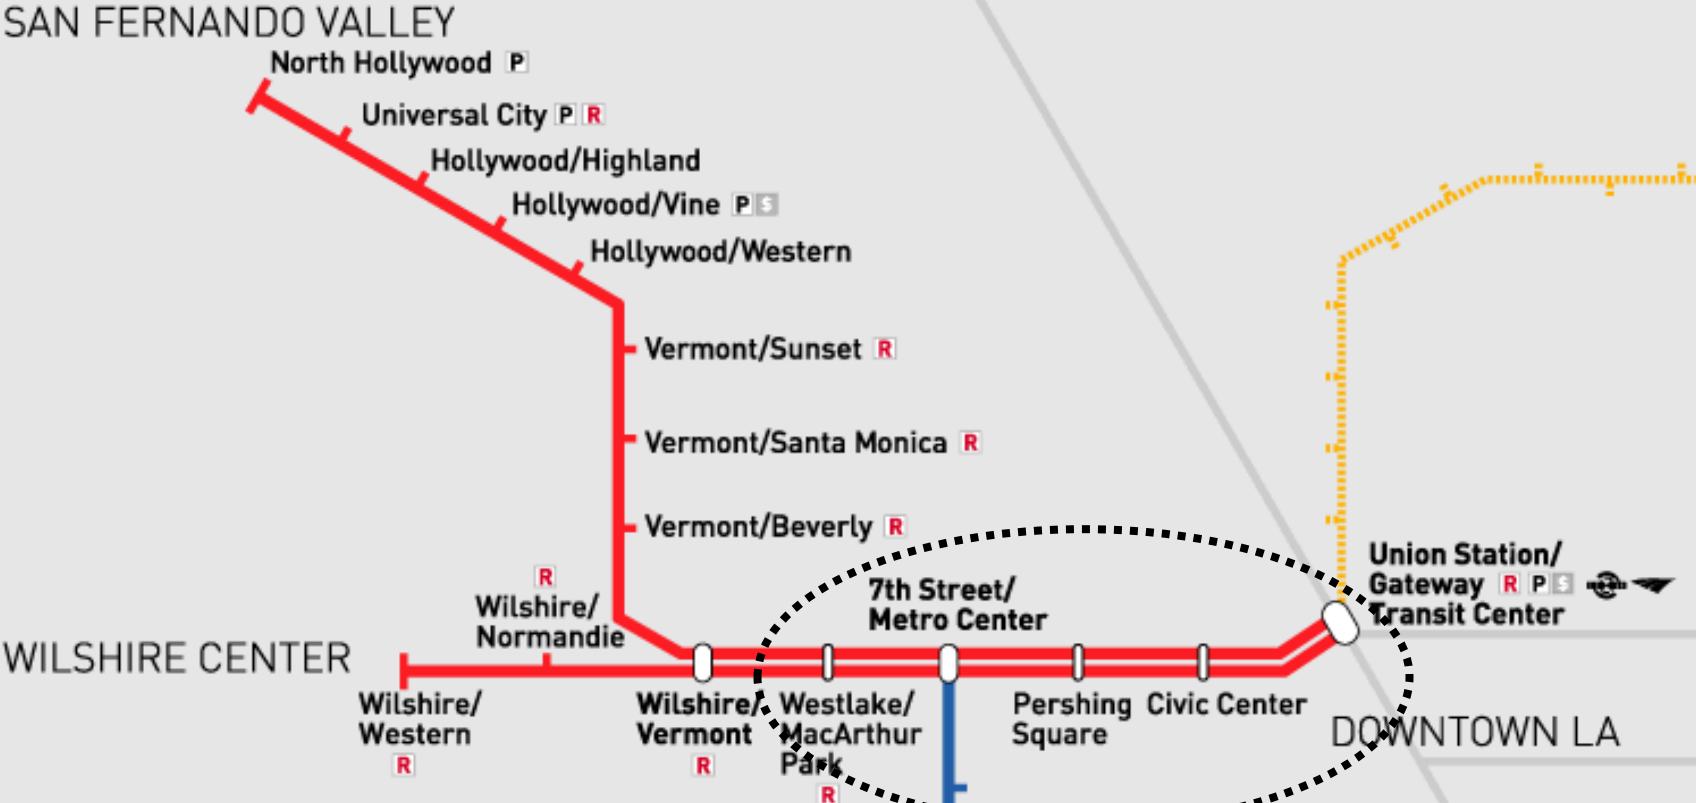 SAN FERNANDO VALLEY
North Hollywood P
Universal City P R
Hollywood/Highland
Hollywood/Vine P $
Hollywood/Western
Vermont/Sunset R
Vermont/Santa Monica R
Vermont/Beverly R
R
Wilshire/
Normandie
7th Street/
Metro Center
Union Station/
Gateway R P $
Transit Center
WILSHIRE CENTER
Wilshire/
Western
R
Wilshire/
Vermont
R
Westlake/
MacArthur
Park
R
Pershing
Square
Civic Center
DOWNTOWN LA